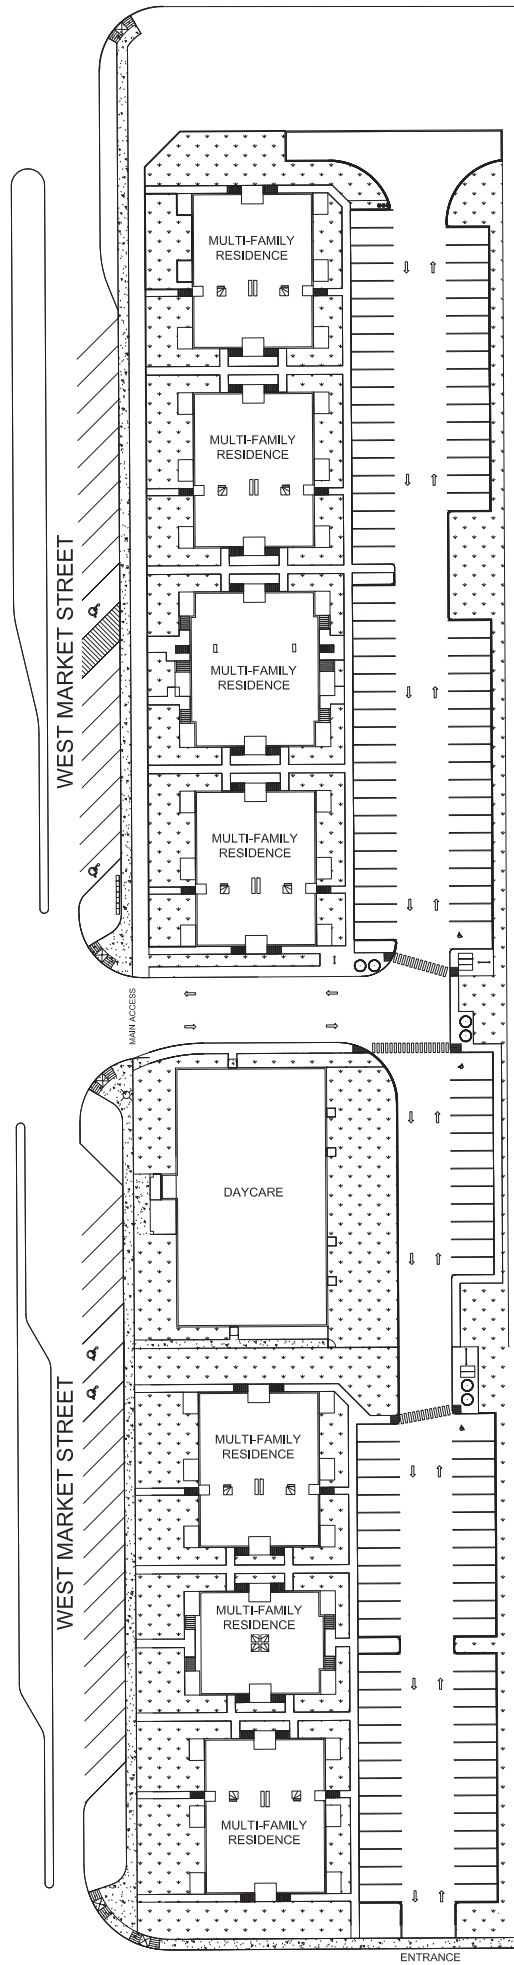 MULTI-FAMILY
RESIDENCE
MULTI-FAMILY
RESIDENCE
WEST MARKET STREET
MULTI-FAMILY
RESIDENCE
MULTI-FAMILY
RESIDENCE
MAIN ACCESS
DAYCARE
WEST MARKET STREET
MULTI-FAMILY
RESIDENCE
MULTI-FAMILY
RESIDENCE
MULTI-FAMILY
RESIDENCE
ENTRANCE